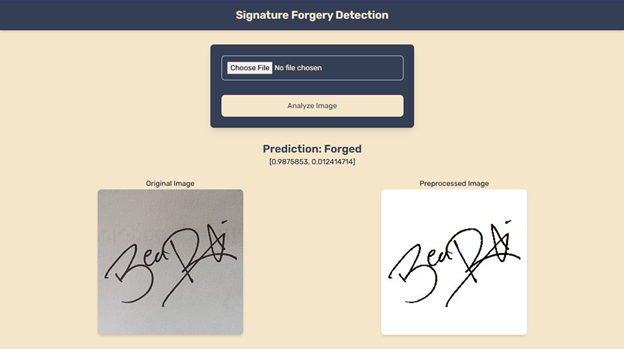 Signature Forgery Detection
Choose File No file chosen
Analyze Image
Prediction: Forged
[0.9875853, 0.012414714]
Original Image
Preprocessed Image